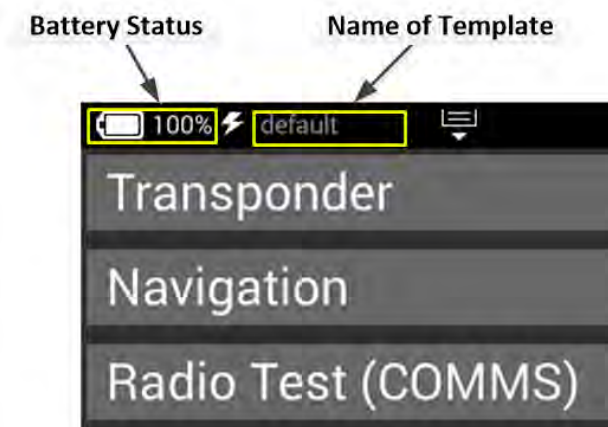 Battery Status Name of Template
100% default
Transponder
Navigation
Radio Test (COMMS)